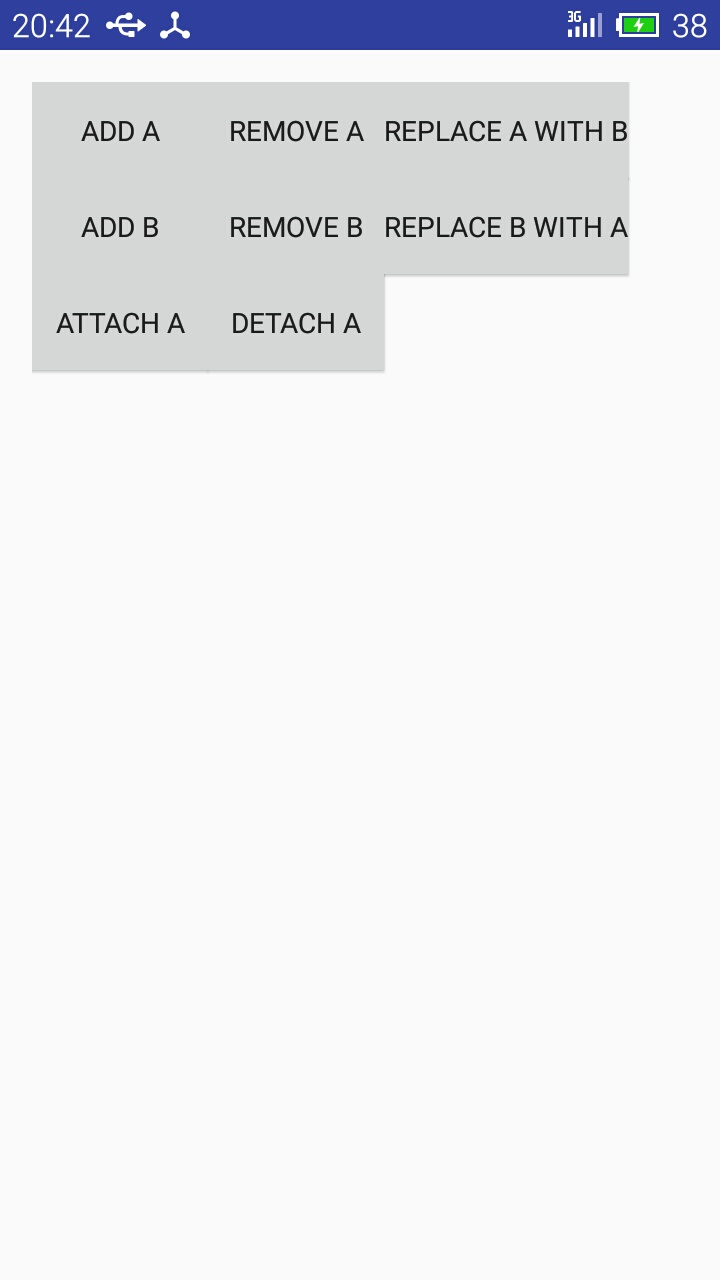 20:42 3G 38
ADD A REMOVE A REPLACE A WITH B
ADD B REMOVE B REPLACE B WITH A
ATTACH A DETACH A